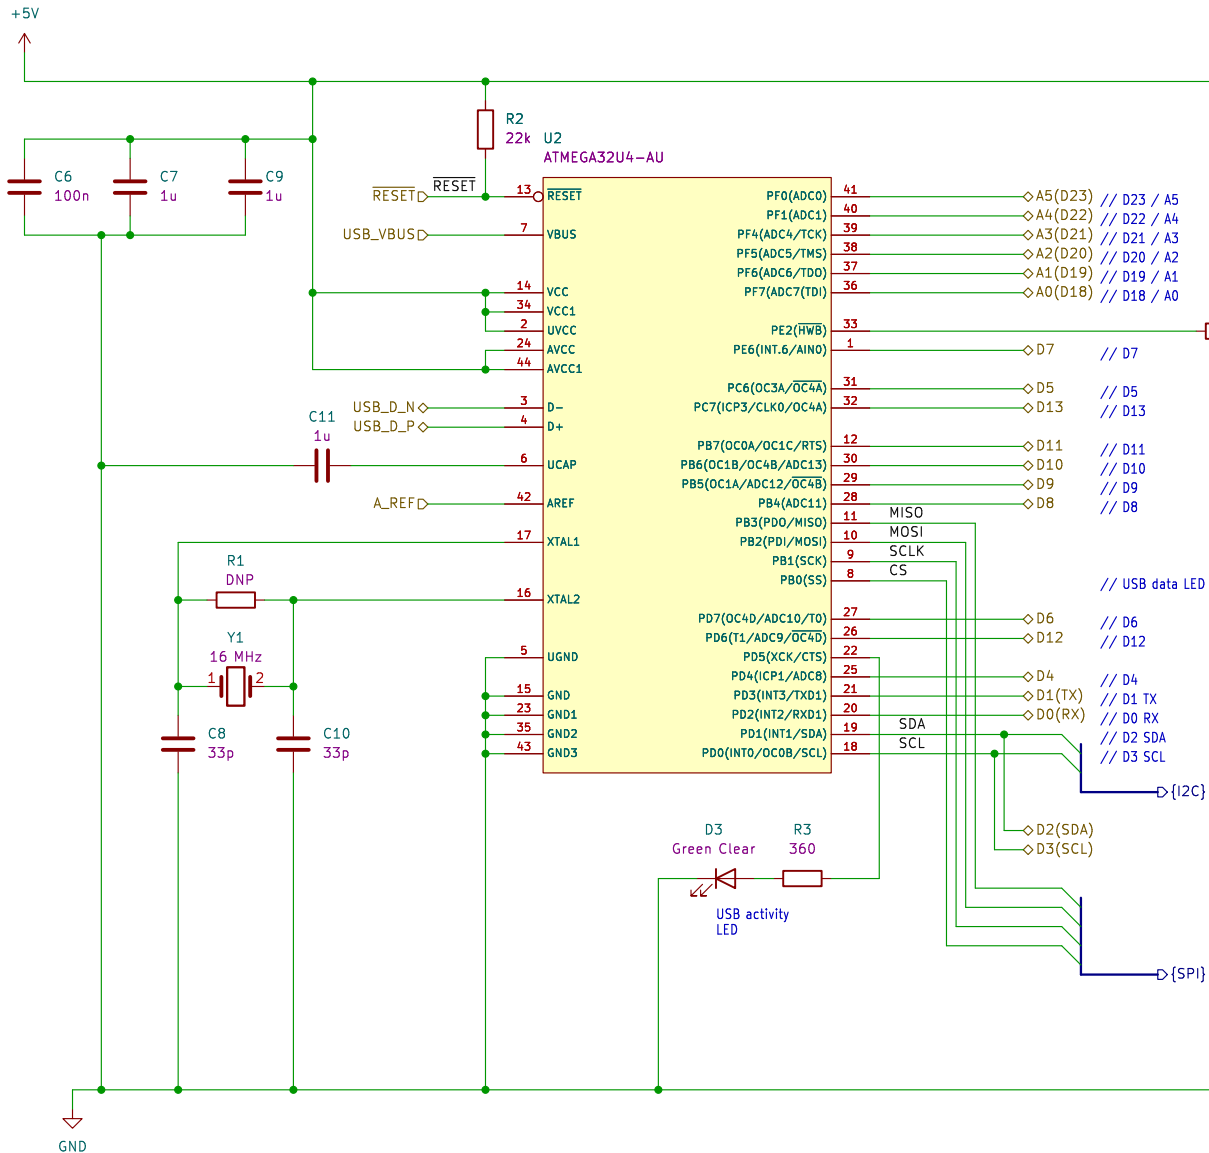 +5V
R2
22k
U2
ATMEGA32U4-AU
C6
100n
C7
1u
C9
1u
RESET
RESET
13
RESET
USB_VBUS
7
VBUS
14
VCC
34
VCC1
2
UVCC
24
AVCC
44
AVCC1
USB_D_N
3
D-
USB_D_P
4
D+
C11
1u
6
UCAP
A_REF
42
AREF
17
XTAL1
R1
DNP
16
XTAL2
Y1
16 MHz
1
2
5
UGND
15
GND
23
GND1
35
GND2
43
GND3
C8
33p
C10
33p
PF0(ADC0)
41
A5(D23)
// D23 / A5
PF1(ADC1)
40
A4(D22)
// D22 / A4
PF4(ADC4/TCK)
39
A3(D21)
// D21 / A3
PF5(ADC5/TMS)
38
A2(D20)
// D20 / A2
PF6(ADC6/TDO)
37
A1(D19)
// D19 / A1
PF7(ADC7(TDI)
36
A0(D18)
// D18 / A0
PE2(HWB)
33
PE6(INT.6/AIN0)
1
D7
// D7
PC6(OC3A/OC4A)
31
D5
// D5
PC7(ICP3/CLK0/OC4A)
32
D13
// D13
PB7(OC0A/OC1C/RTS)
12
D11
// D11
PB6(OC1B/OC4B/ADC13)
30
D10
// D10
PB5(OC1A/ADC12/OC4B)
29
D9
// D9
PB4(ADC11)
28
D8
// D8
PB3(PDO/MISO)
11
MISO
PB2(PDI/MOSI)
10
MOSI
PB1(SCK)
9
SCLK
PB0(SS)
8
CS
// USB data LED
PD7(OC4D/ADC10/T0)
27
D6
// D6
PD6(T1/ADC9/OC4D)
26
D12
// D12
PD5(XCK/CTS)
22
PD4(ICP1/ADC8)
25
D4
// D4
PD3(INT3/TXD1)
21
D1(TX)
// D1 TX
PD2(INT2/RXD1)
20
D0(RX)
// D0 RX
PD1(INT1/SDA)
19
SDA
// D2 SDA
PD0(INT0/OC0B/SCL)
18
SCL
// D3 SCL
{I2C}
D2(SDA)
D3(SCL)
D3
Green Clear
R3
360
USB activity
LED
{SPI}
GND